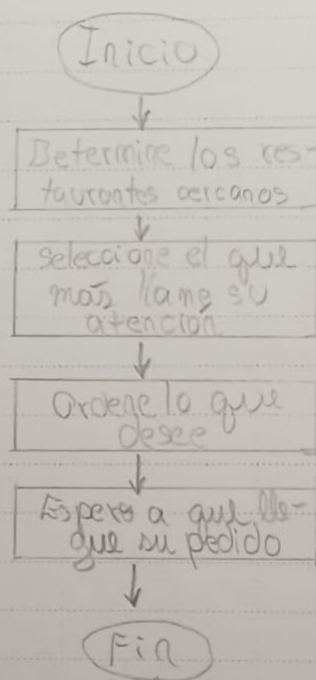 Inicio
Determine los res-
taurantes cercanos
seleccione el que
más llame su
atención
Ordene lo que
desee
Espere a que lle-
gue su pedido
Fin